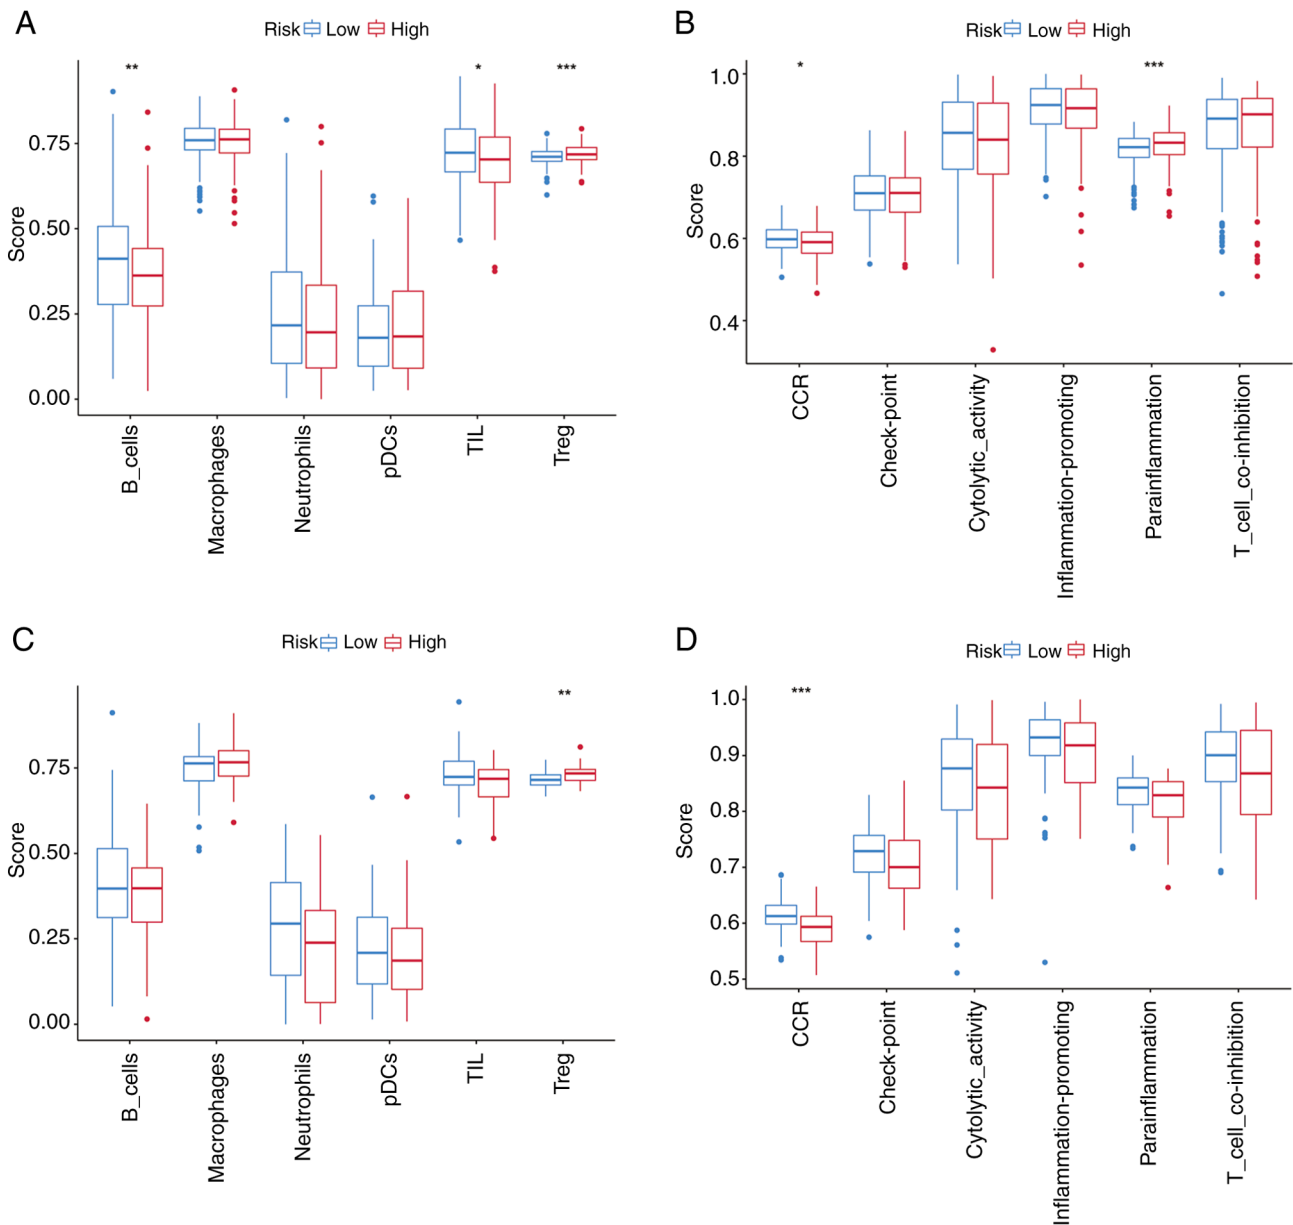 A
Risk Low High
** * ***
Score
0.75
0.50
0.25
0.00
B_cells
Macrophages
Neutrophils
pDCs
TIL
Treg
B
Risk Low High
* ***
Score
1.0
0.8
0.6
0.4
CCR
Check-point
Cytolytic_activity
Inflammation-promoting
Parainflammation
T_cell_co-inhibition
C
Risk Low High
**
Score
0.75
0.50
0.25
0.00
B_cells
Macrophages
Neutrophils
pDCs
TIL
Treg
D
Risk Low High
***
Score
1.0
0.9
0.8
0.7
0.6
0.5
CCR
Check-point
Cytolytic_activity
Inflammation-promoting
Parainflammation
T_cell_co-inhibition